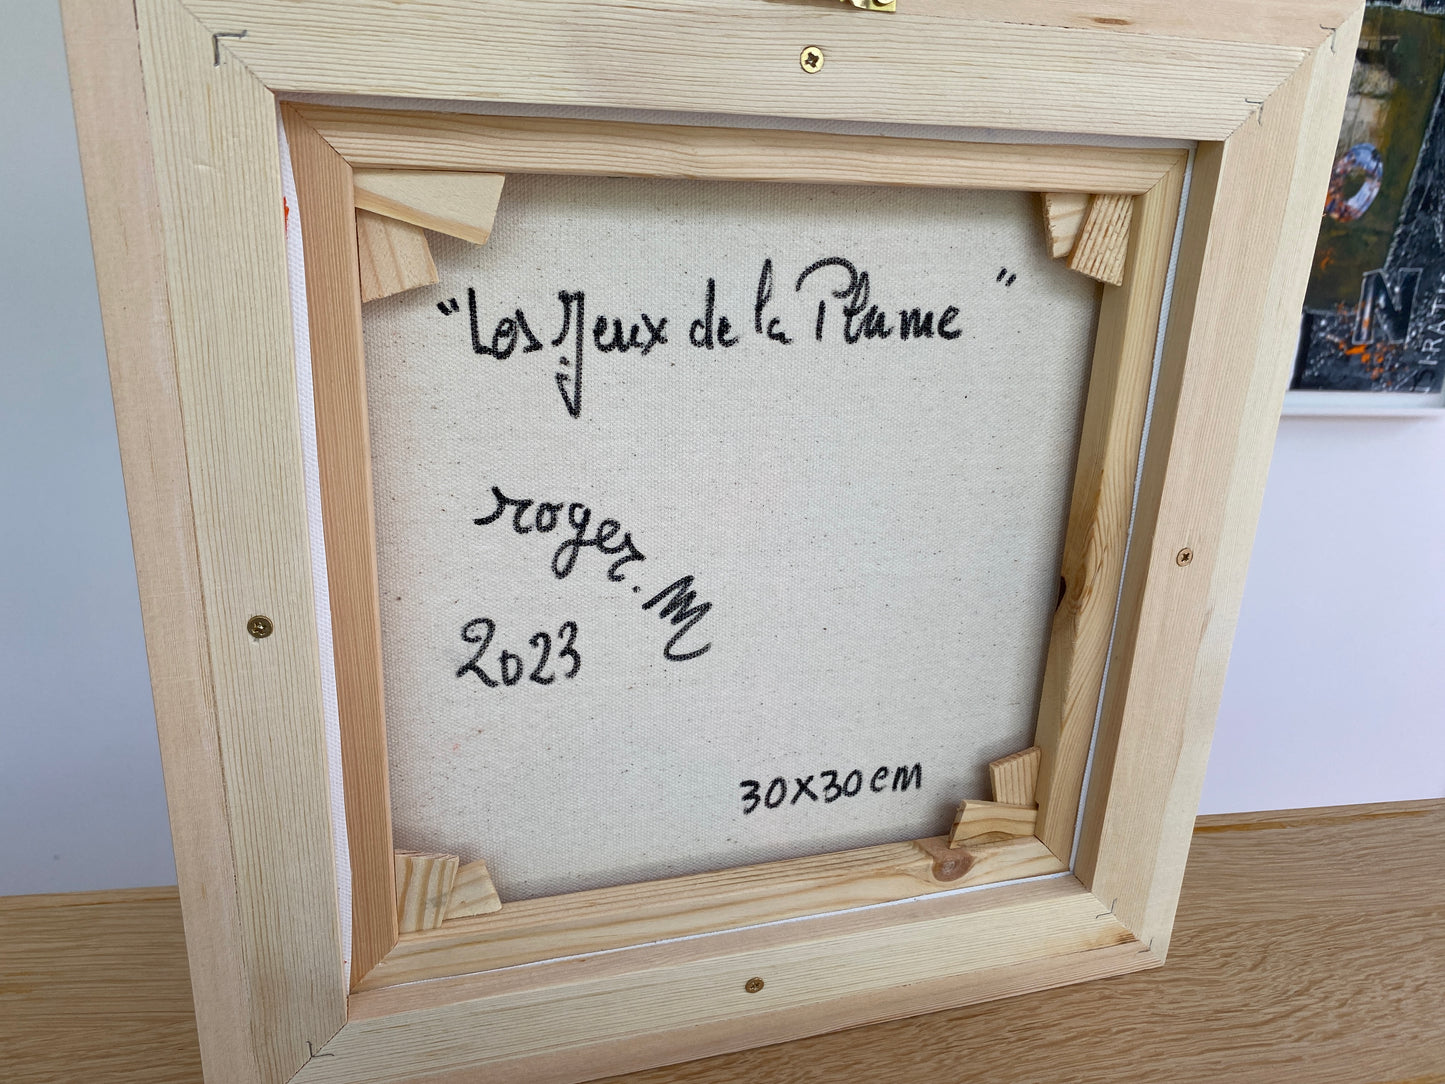 "Les Jeux de la Plume"
roger. M
2023
30x30cm
N